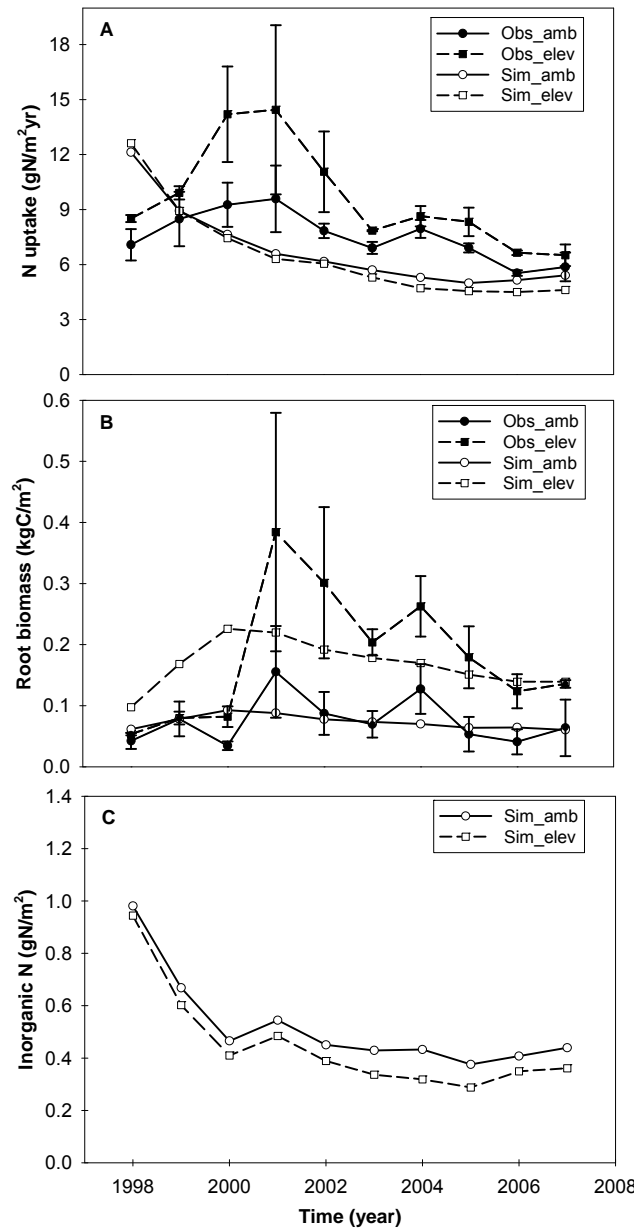 A
Obs_amb
Obs_elev
Sim_amb
Sim_elev
18
15
12
9
6
3
0
N uptake (gN/m²yr)
B
Obs_amb
Obs_elev
Sim_amb
Sim_elev
0.6
0.5
0.4
0.3
0.2
0.1
0.0
Root biomass (kgC/m²)
C
Sim_amb
Sim_elev
1.4
1.2
1.0
0.8
0.6
0.4
0.2
0.0
Inorganic N (gN/m²)
1998 2000 2002 2004 2006 2008
Time (year)